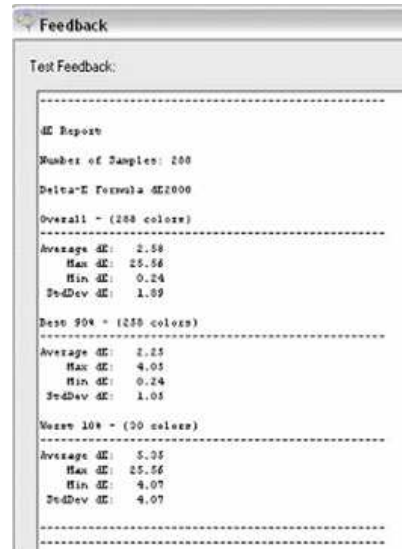 Feedback
Test Feedback:
--------------------------------------------------
dE Report
Number of Samples: 288
Delta-E Formula dE2000
Overall - (288 colors)
--------------------------------------------------
Average dE: 2.58
Max dE: 25.56
Min dE: 0.24
StdDev dE: 1.89
Best 90% - (258 colors)
--------------------------------------------------
Average dE: 2.25
Max dE: 4.05
Min dE: 0.24
StdDev dE: 1.05
Worst 10% - (30 colors)
--------------------------------------------------
Average dE: 5.35
Max dE: 25.56
Min dE: 4.07
StdDev dE: 4.07
--------------------------------------------------
--------------------------------------------------